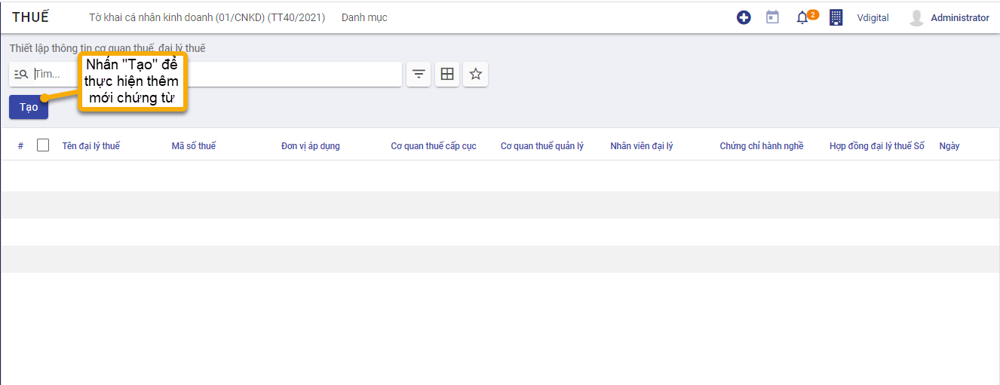 THUẾ
Tờ khai cá nhân kinh doanh (01/CNKD) (TT40/2021)
Danh mục
2
Vdigital
Administrator
Thiết lập thông tin cơ quan thuế, đại lý thuế
Tìm...
Nhấn "Tạo" để
thực hiện thêm
mới chứng từ
Tạo
#
Tên đại lý thuế
Mã số thuế
Đơn vị áp dụng
Cơ quan thuế cấp cục
Cơ quan thuế quản lý
Nhân viên đại lý
Chứng chỉ hành nghề
Hợp đồng đại lý thuế Số
Ngày